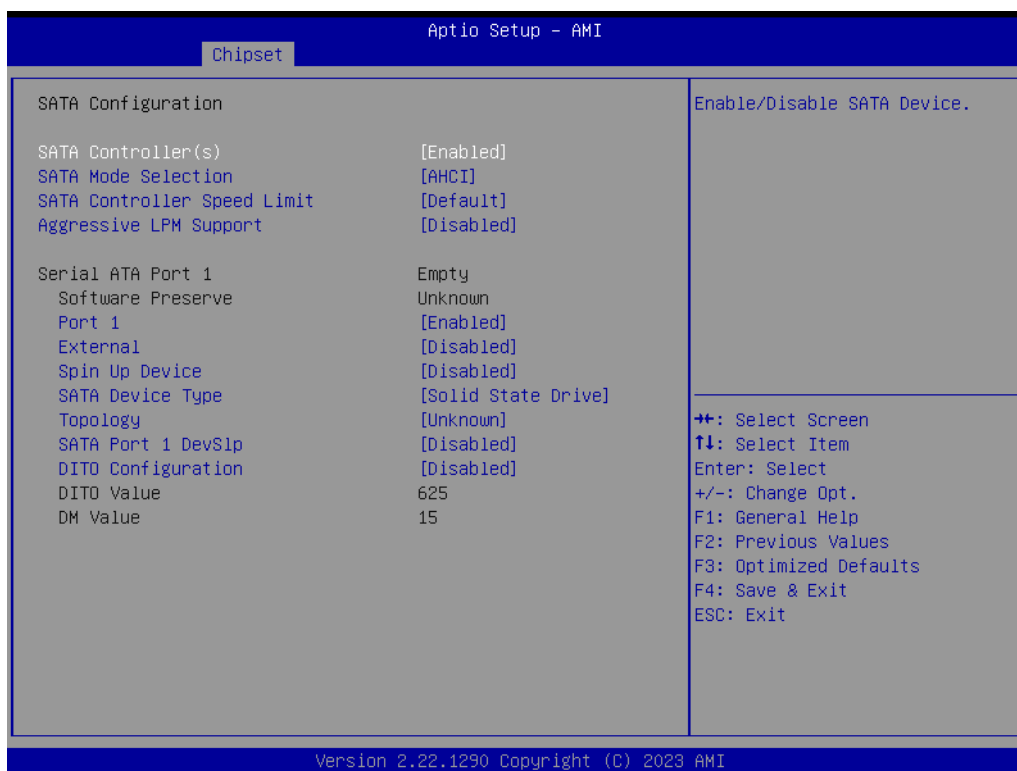 Aptio Setup – AMI
Chipset
SATA Configuration
Enable/Disable SATA Device.
SATA Controller(s) [Enabled]
SATA Mode Selection [AHCI]
SATA Controller Speed Limit [Default]
Aggressive LPM Support [Disabled]
Serial ATA Port 1 Empty
Software Preserve Unknown
Port 1 [Enabled]
External [Disabled]
Spin Up Device [Disabled]
SATA Device Type [Solid State Drive]
Topology [Unknown]
SATA Port 1 DevSlp [Disabled]
DITO Configuration [Disabled]
DITO Value 625
DM Value 15
→←: Select Screen
↑↓: Select Item
Enter: Select
+/-: Change Opt.
F1: General Help
F2: Previous Values
F3: Optimized Defaults
F4: Save & Exit
ESC: Exit
Version 2.22.1290 Copyright (C) 2023 AMI